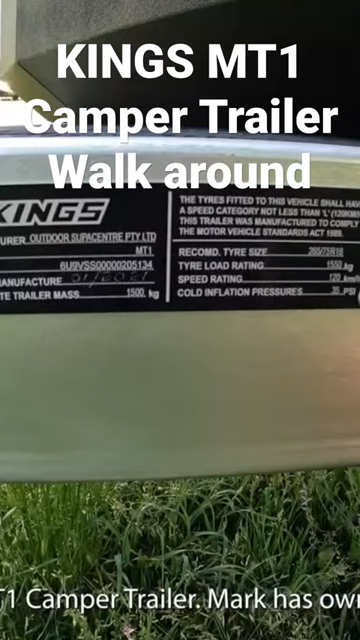 KINGS MT1
Camper Trailer
Walk around
KINGS
URER OUTDOOR SUPACENTRE PTY LTD
MT1
6U9VSS00000205134
MANUFACTURE 01/2021
TE TRAILER MASS 1500 kg
THE TYRES FITTED TO THIS VEHICLE SHALL HAVE
A SPEED CATEGORY NOT LESS THAN 'L' (120KM
THIS TRAILER WAS MANUFACTURED TO COMPLY
THE MOTOR VEHICLE STANDARDS ACT 1989.
RECOMD. TYRE SIZE 265/75R16
TYRE LOAD RATING 1550 kg
SPEED RATING 120 km/
COLD INFLATION PRESSURES 35 PSI
T1 Camper Trailer. Mark has own